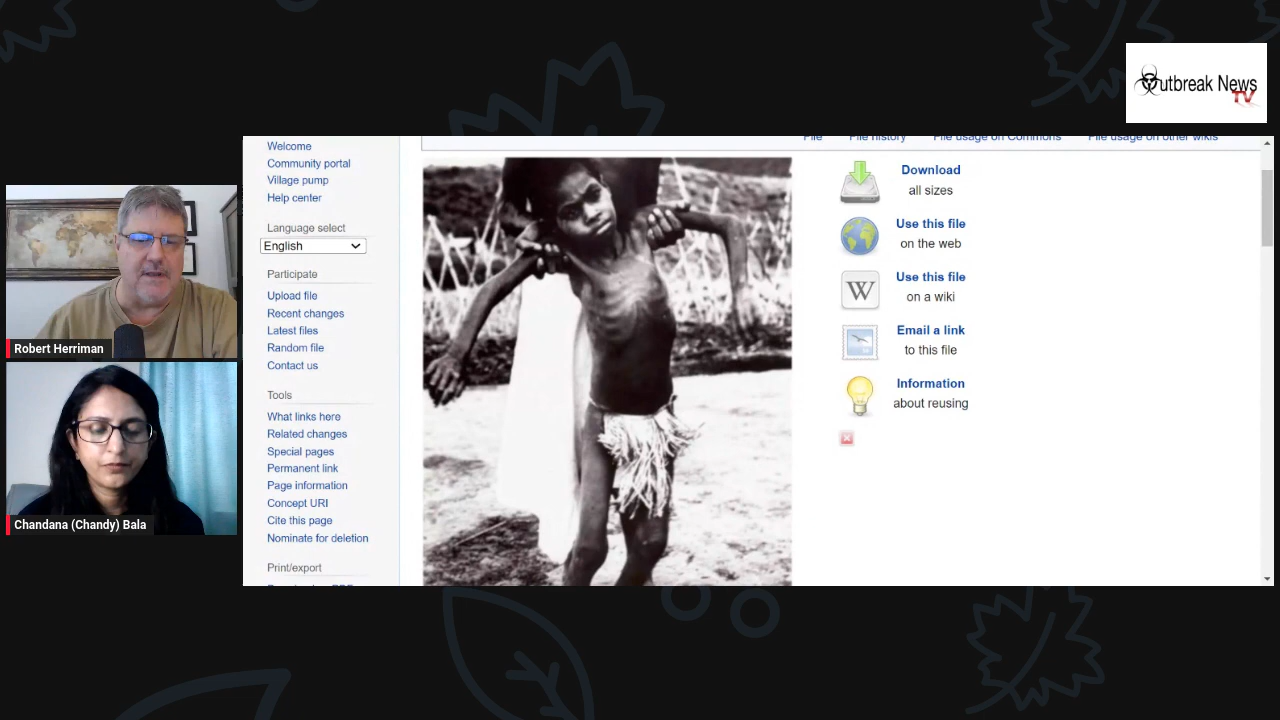 Outbreak News
TV
File File history File usage on Commons File usage on other wikis
Welcome
Community portal
Village pump
Help center
Language select
English
Participate
Upload file
Recent changes
Latest files
Random file
Contact us
Tools
What links here
Related changes
Special pages
Permanent link
Page information
Concept URI
Cite this page
Nominate for deletion
Print/export
Download
all sizes
Use this file
on the web
W
Use this file
on a wiki
Email a link
to this file
Information
about reusing
Robert Herriman
Chandana (Chandy) Bala